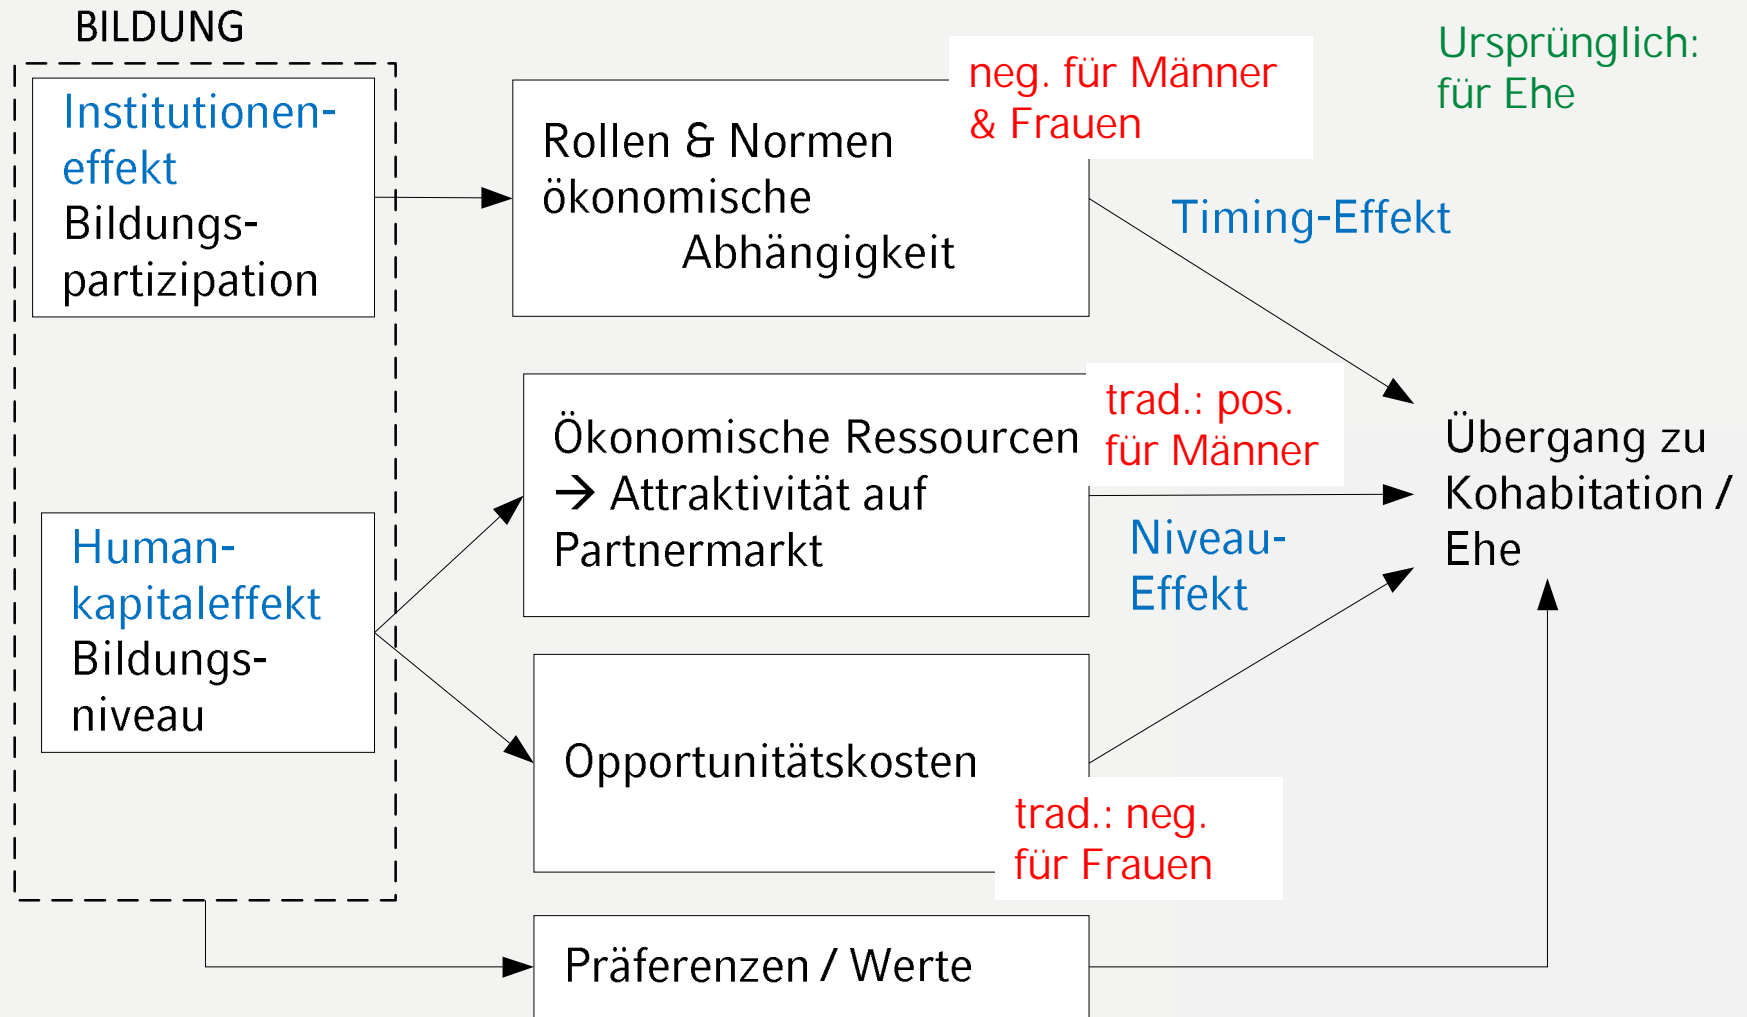 BILDUNG
Institutionen-
effekt
Bildungs-
partizipation
Human-
kapitaleffekt
Bildungs-
niveau
Rollen & Normen
ökonomische
Abhängigkeit
neg. für Männer
& Frauen
Ökonomische Ressourcen
→ Attraktivität auf
Partnermarkt
trad.: pos.
für Männer
Opportunitätskosten
trad.: neg.
für Frauen
Präferenzen / Werte
Timing-Effekt
Niveau-
Effekt
Ursprünglich:
für Ehe
Übergang zu
Kohabitation /
Ehe